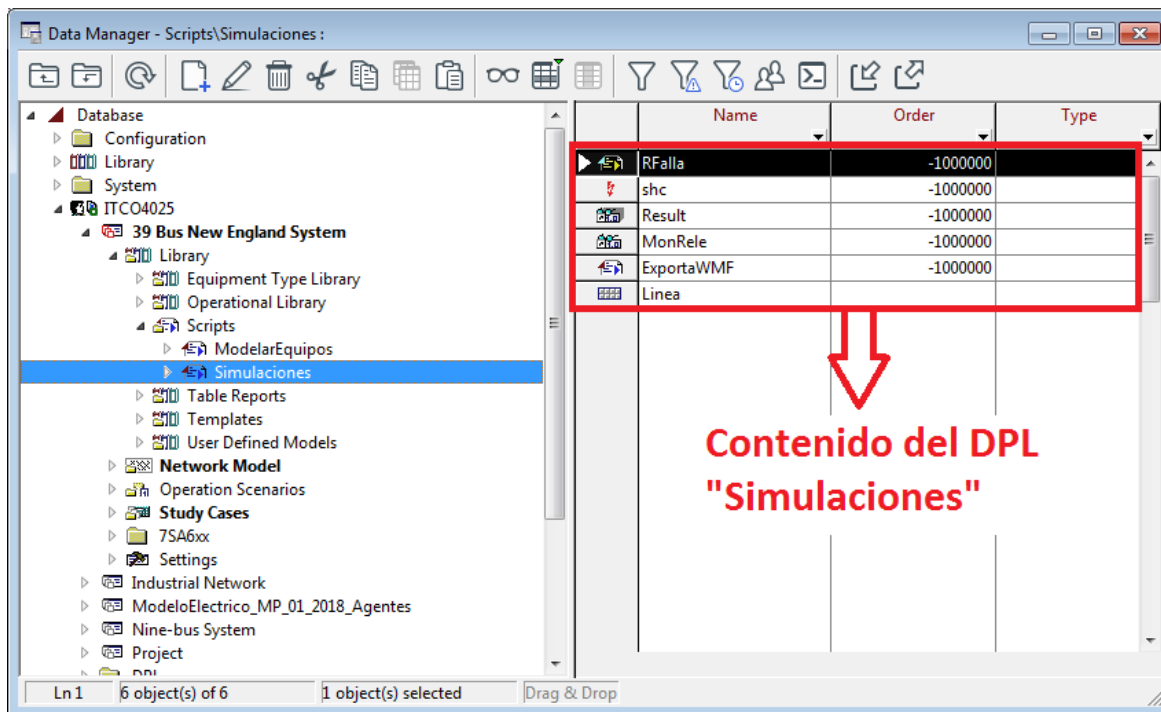 Data Manager - Scripts\Simulaciones :
Database
Configuration
Library
System
ITCO4025
39 Bus New England System
Library
Equipment Type Library
Operational Library
Scripts
ModelarEquipos
Simulaciones
Table Reports
Templates
User Defined Models
Network Model
Operation Scenarios
Study Cases
7SA6xx
Settings
Industrial Network
ModeloElectrico_MP_01_2018_Agentes
Nine-bus System
Project
DPL
Name Order Type
RFalla -1000000
shc -1000000
Result -1000000
MonRele -1000000
ExportaWMF -1000000
Linea
Contenido del DPL
"Simulaciones"
Ln 1 6 object(s) of 6 1 object(s) selected Drag & Drop